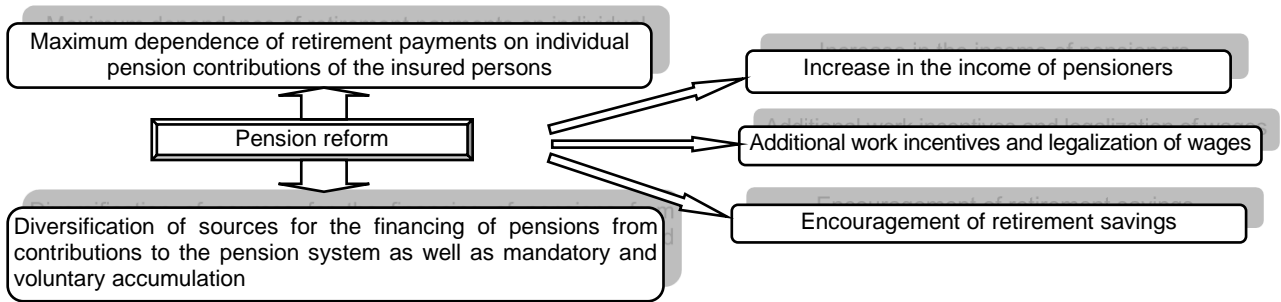 Maximum dependence of retirement payments on individual
pension contributions of the insured persons
Pension reform
Diversification of sources for the financing of pensions from
contributions to the pension system as well as mandatory and
voluntary accumulation
Increase in the income of pensioners
Additional work incentives and legalization of wages
Encouragement of retirement savings